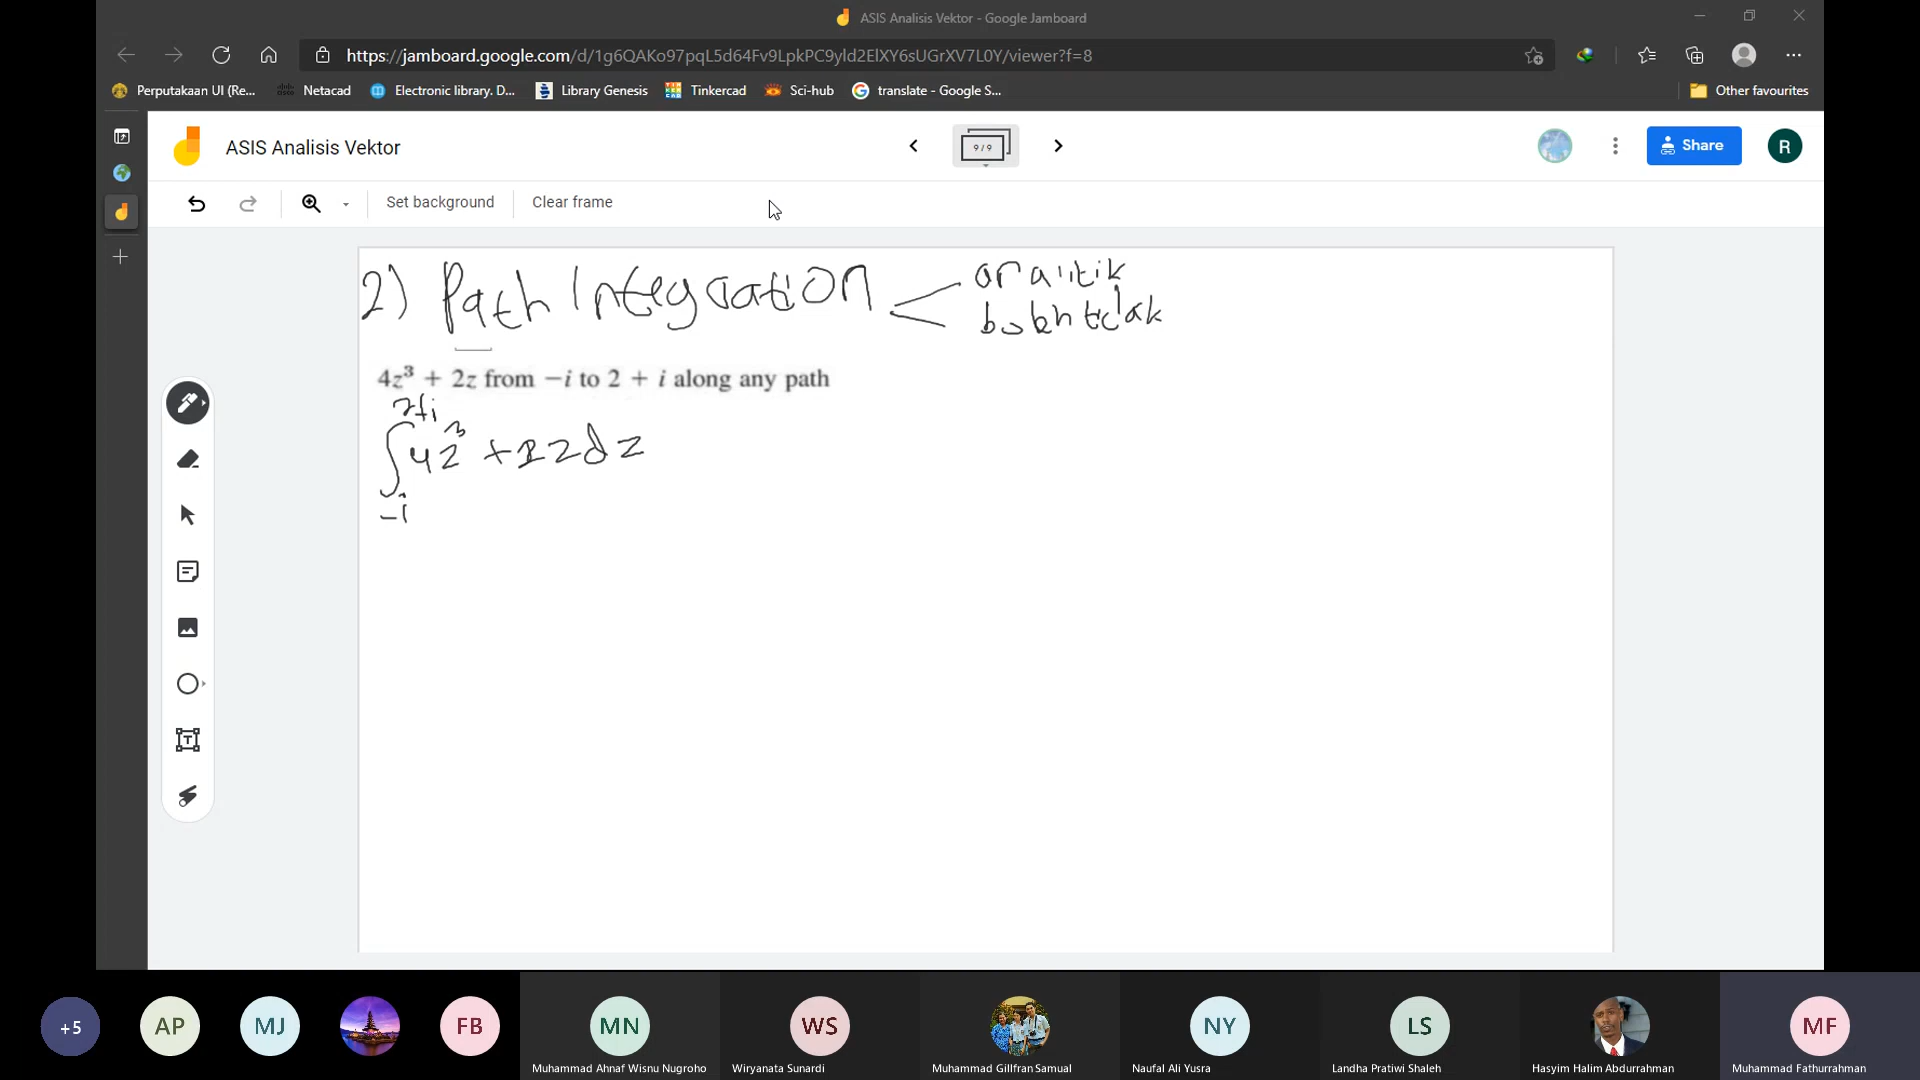 ASIS Analisis Vektor - Google Jamboard
https://jamboard.google.com/d/1g6QAKo97pqL5d64Fv9LpkPC9yld2ElXY6sUGrXV7L0Y/viewer?f=8
Perputakaan UI (Re... Netacad Electronic library. D... Library Genesis Tinkercad Sci-hub translate - Google S... Other favourites
ASIS Analisis Vektor 9 / 9 Share R
Set background Clear frame
2) Path Integration
analitik
4z³ + 2z from −i to 2 + i along any path
2+i
∫ 4z³ + 2z dz
-i
+5 AP MJ FB MN WS NY LS MF
Muhammad Ahnaf Wisnu Nugroho Wiryanata Sunardi Muhammad Gillfran Samual Naufal Ali Yusra Landha Pratiwi Shaleh Hasyim Halim Abdurrahman Muhammad Fathurrahman